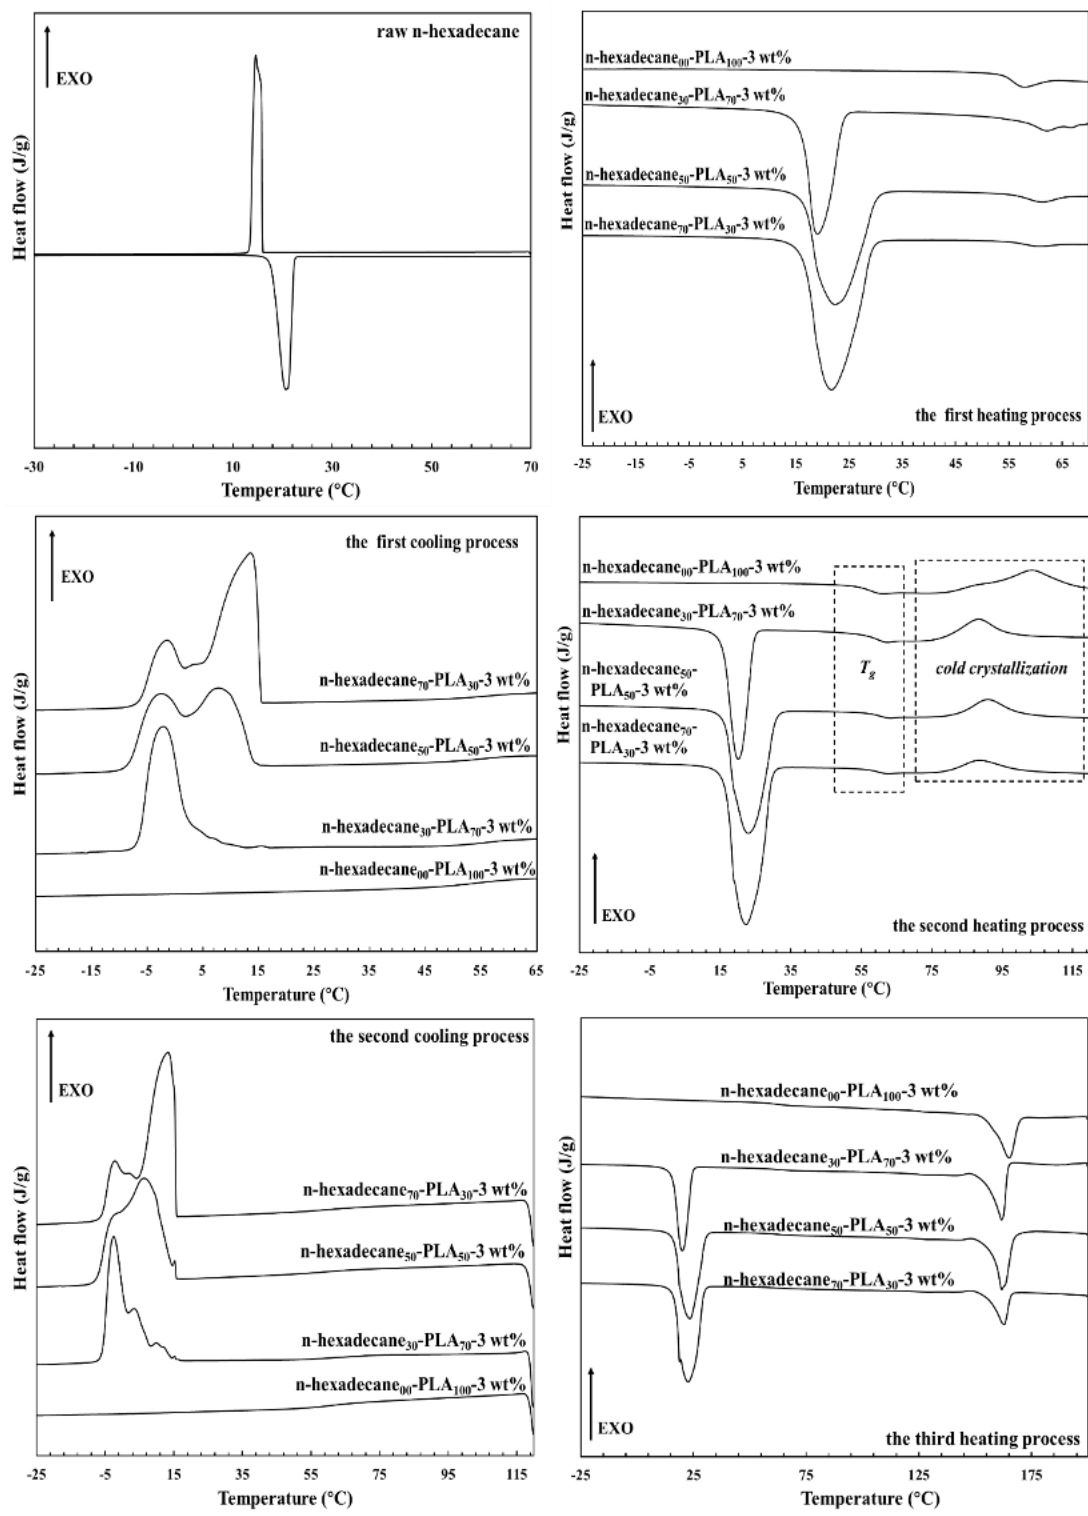 raw n-hexadecane
EXO
Heat flow (J/g)
-30 -10 10 30 50 70
Temperature (°C)
n-hexadecane₀₀-PLA₁₀₀-3 wt%
n-hexadecane₃₀-PLA₇₀-3 wt%
n-hexadecane₅₀-PLA₅₀-3 wt%
n-hexadecane₇₀-PLA₃₀-3 wt%
Heat flow (J/g)
EXO
the first heating process
-25 -15 -5 5 15 25 35 45 55 65
Temperature (°C)
the first cooling process
EXO
Heat flow (J/g)
n-hexadecane₇₀-PLA₃₀-3 wt%
n-hexadecane₅₀-PLA₅₀-3 wt%
n-hexadecane₃₀-PLA₇₀-3 wt%
n-hexadecane₀₀-PLA₁₀₀-3 wt%
-25 -15 -5 5 15 25 35 45 55 65
Temperature (°C)
n-hexadecane₀₀-PLA₁₀₀-3 wt%
n-hexadecane₃₀-PLA₇₀-3 wt%
n-hexadecane₅₀-
PLA₅₀-3 wt%
n-hexadecane₇₀-
PLA₃₀-3 wt%
Tg
cold crystallization
Heat flow (J/g)
EXO
the second heating process
-25 -5 15 35 55 75 95 115
Temperature (°C)
the second cooling process
EXO
Heat flow (J/g)
n-hexadecane₇₀-PLA₃₀-3 wt%
n-hexadecane₅₀-PLA₅₀-3 wt%
n-hexadecane₃₀-PLA₇₀-3 wt%
n-hexadecane₀₀-PLA₁₀₀-3 wt%
-25 -5 15 35 55 75 95 115
Temperature (°C)
n-hexadecane₀₀-PLA₁₀₀-3 wt%
n-hexadecane₃₀-PLA₇₀-3 wt%
n-hexadecane₅₀-PLA₅₀-3 wt%
n-hexadecane₇₀-PLA₃₀-3 wt%
Heat flow (J/g)
EXO
the third heating process
-25 25 75 125 175
Temperature (°C)